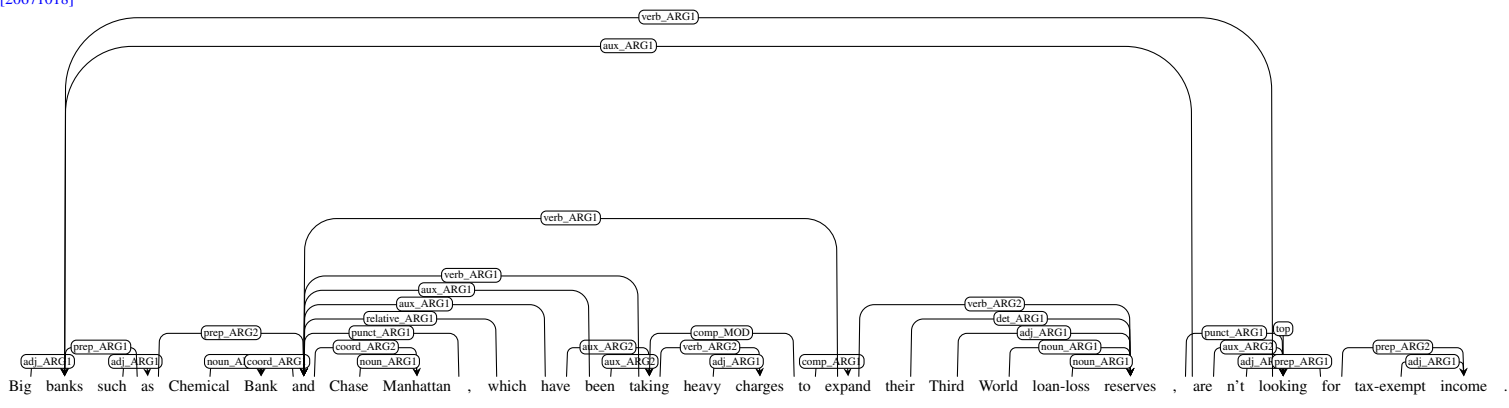 [20671018]
verb_ARG1
aux_ARG1
verb_ARG1
verb_ARG1
aux_ARG1
aux_ARG1 verb_ARG2
relative_ARG1 det_ARG1
prep_ARG2 punct_ARG1 comp_MOD adj_ARG1 punct_ARG1 top
prep_ARG1 coord_ARG2 aux_ARG2 verb_ARG2 noun_ARG1 aux_ARG2 prep_ARG2
adj_ARG1 adj_ARG1 coord_ARG1 noun_ARG1 aux_ARG2 adj_ARG1 comp_ARG1 noun_ARG1 prep_ARG1 adj_ARG1
Big banks such as Chemical Bank and Chase Manhattan , which have been taking heavy charges to expand their Third World loan-loss reserves , are n't looking for tax-exempt income .